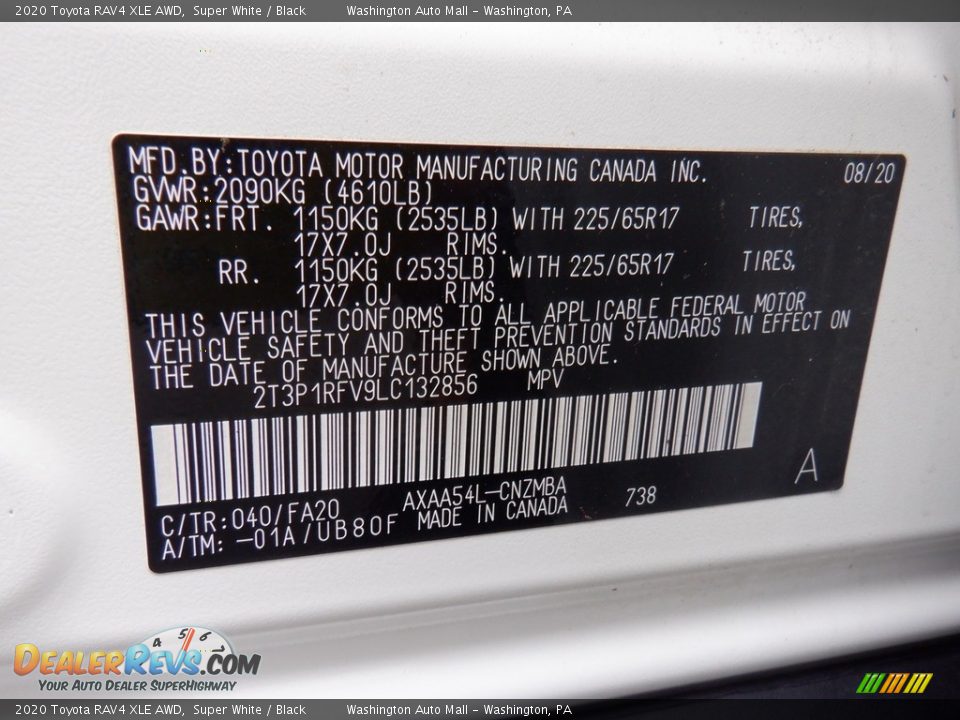 2020 Toyota RAV4 XLE AWD, Super White / Black Washington Auto Mall - Washington, PA
MFD.BY:TOYOTA MOTOR MANUFACTURING CANADA INC. 08/20
GVWR:2090KG (4610LB)
GAWR:FRT. 1150KG (2535LB) WITH 225/65R17 TIRES,
17X7.0J RIMS.
RR. 1150KG (2535LB) WITH 225/65R17 TIRES,
17X7.0J RIMS.
THIS VEHICLE CONFORMS TO ALL APPLICABLE FEDERAL MOTOR
VEHICLE SAFETY AND THEFT PREVENTION STANDARDS IN EFFECT ON
THE DATE OF MANUFACTURE SHOWN ABOVE.
2T3P1RFV9LC132856 MPV
A
C/TR:040/FA20 AXAA54L-CNZMBA 738
A/TM: -01A/UB80F MADE IN CANADA
4 5 6
DEALERREVS.COM
YOUR AUTO DEALER SUPERHIGHWAY
2020 Toyota RAV4 XLE AWD, Super White / Black Washington Auto Mall - Washington, PA